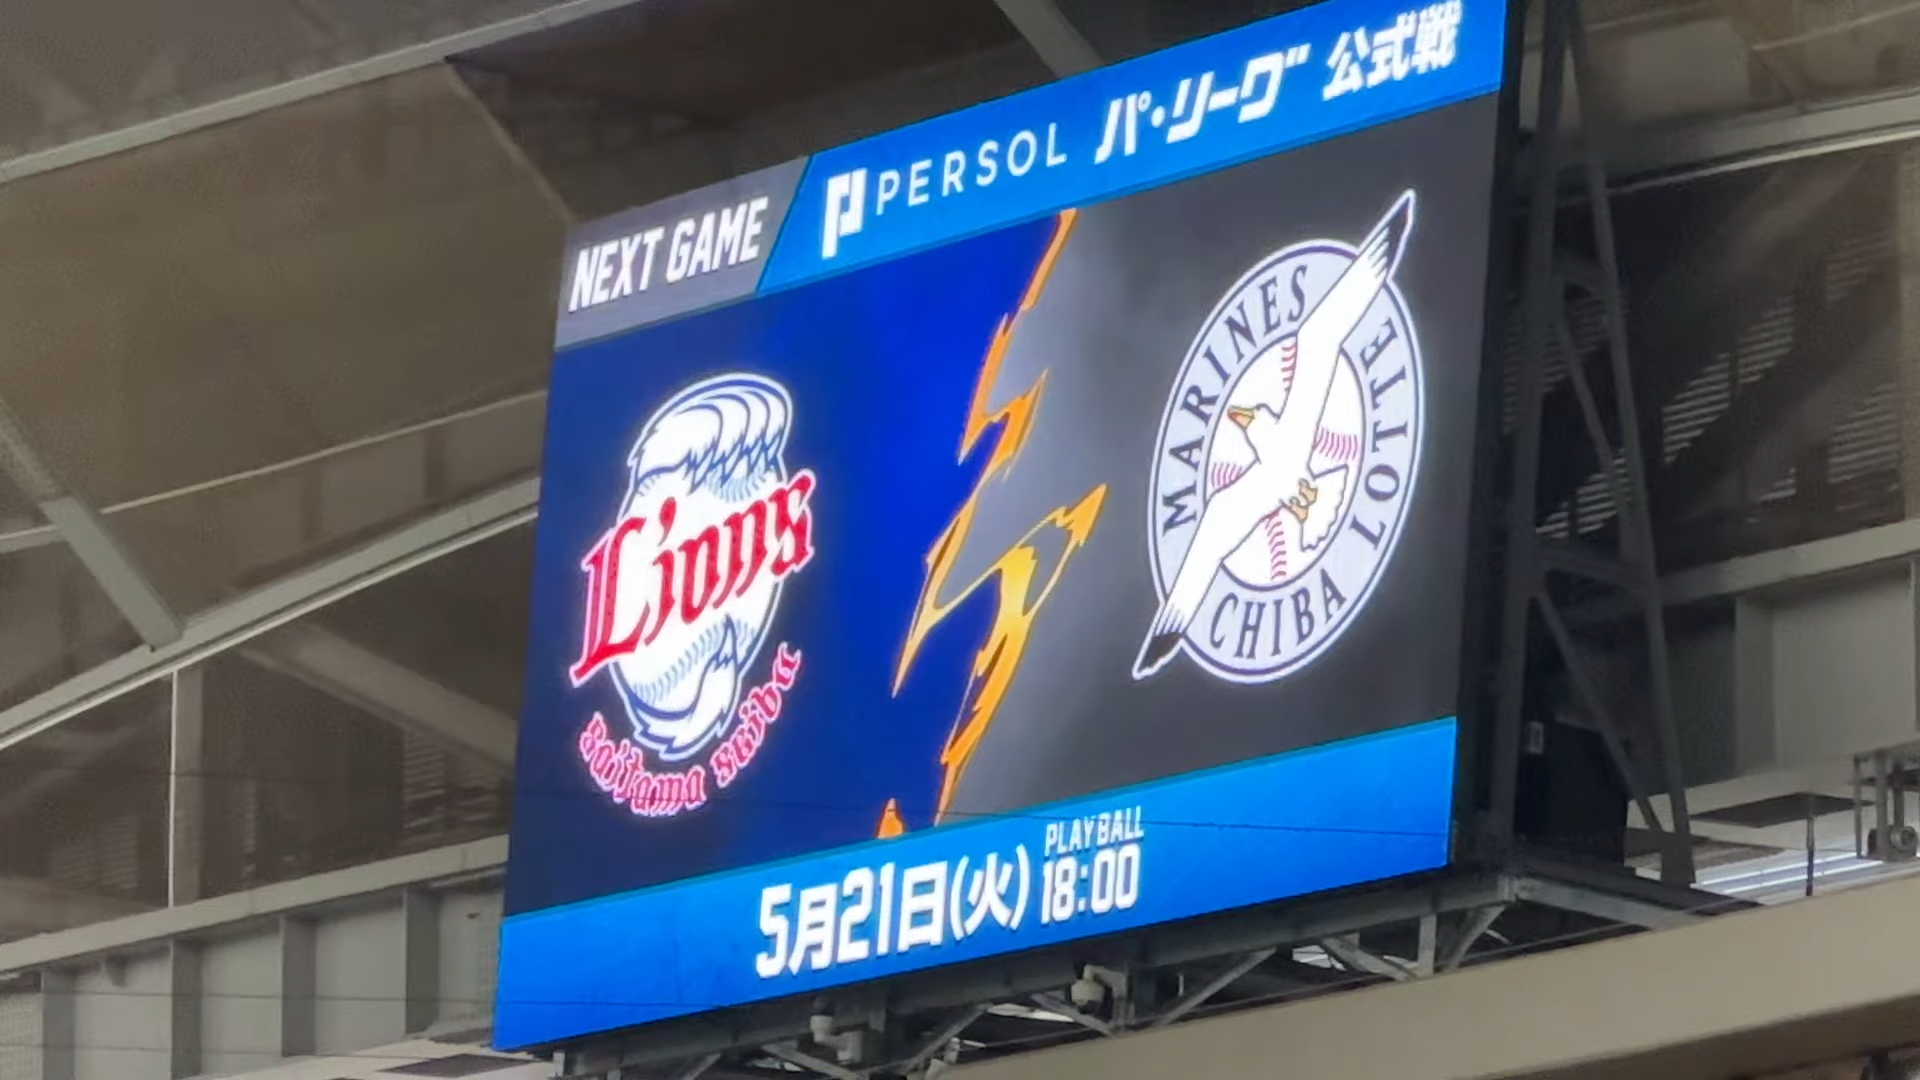 NEXT GAME
PERSOL パ・リーグ 公式戦
Lions
Saitama Seibu
MARINES
CHIBA LOTTE
5月21日(火)
PLAYBALL
18:00